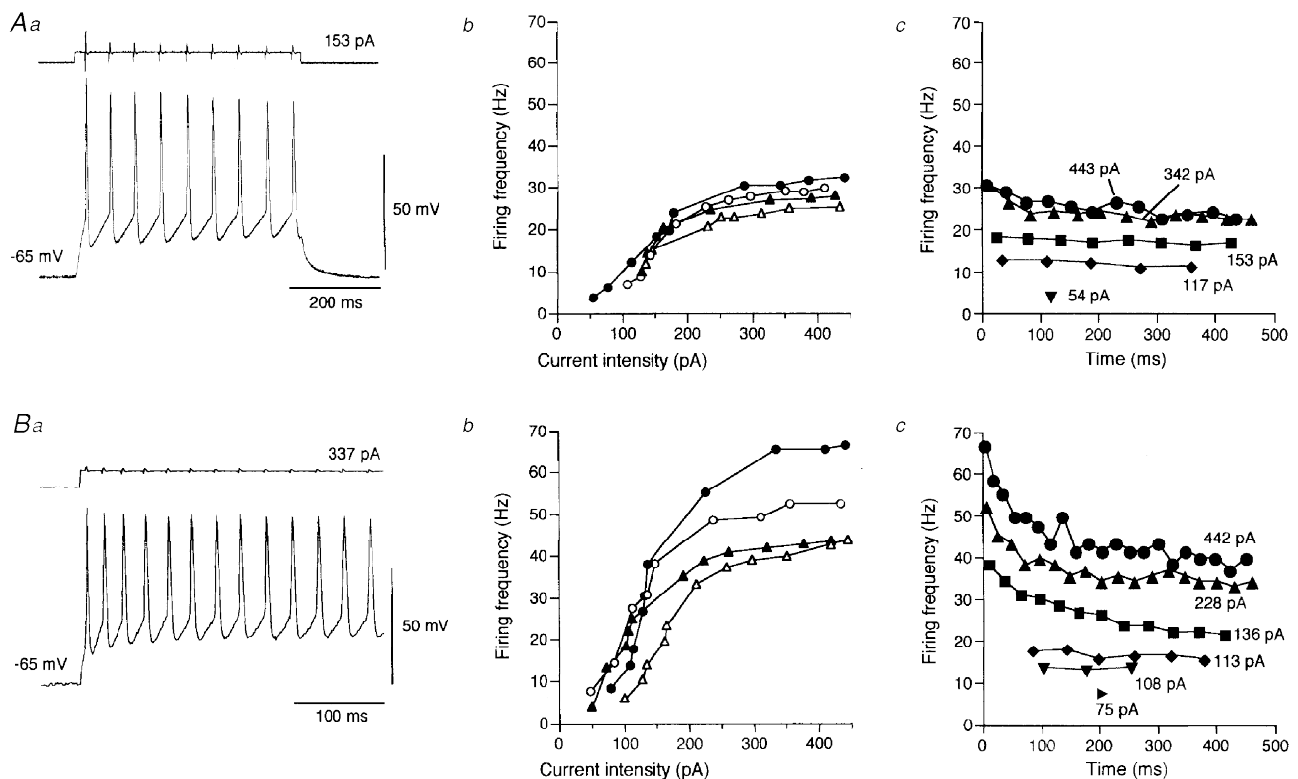 Aa
153 pA
50 mV
-65 mV
200 ms
b
Firing frequency (Hz)
70
60
50
40
30
20
10
0
0 100 200 300 400
Current intensity (pA)
c
Firing frequency (Hz)
70
60
50
40
30
20
10
0
443 pA
342 pA
153 pA
117 pA
54 pA
0 100 200 300 400 500
Time (ms)
Ba
337 pA
50 mV
-65 mV
100 ms
b
Firing frequency (Hz)
70
60
50
40
30
20
10
0
0 100 200 300 400
Current intensity (pA)
c
Firing frequency (Hz)
70
60
50
40
30
20
10
0
442 pA
228 pA
136 pA
113 pA
108 pA
75 pA
0 100 200 300 400 500
Time (ms)